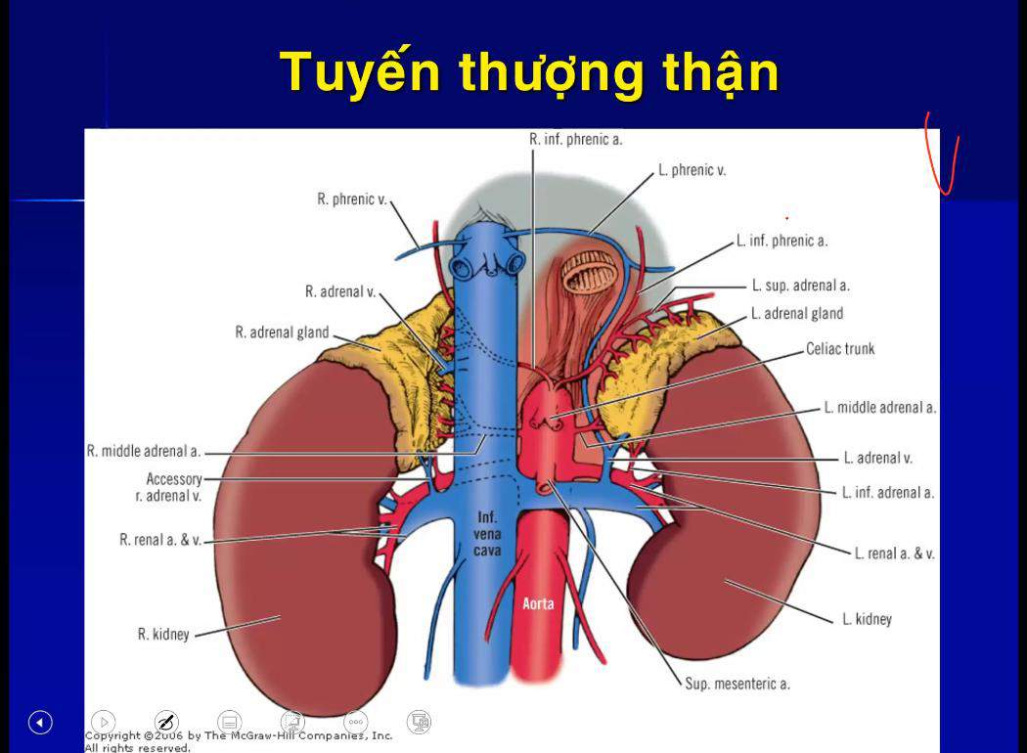 Tuyến thượng thận
R. inf. phrenic a.
L. phrenic v.
R. phrenic v.
L. inf. phrenic a.
R. adrenal v.
L. sup. adrenal a.
L. adrenal gland
R. adrenal gland
Celiac trunk
L. middle adrenal a.
R. middle adrenal a.
L. adrenal v.
Accessory
r. adrenal v.
L. inf. adrenal a.
Inf.
vena
cava
R. renal a. & v.
L. renal a. & v.
Aorta
L. kidney
R. kidney
Sup. mesenteric a.
Copyright ©2006 by The McGraw-Hill Companies, Inc.
All rights reserved.